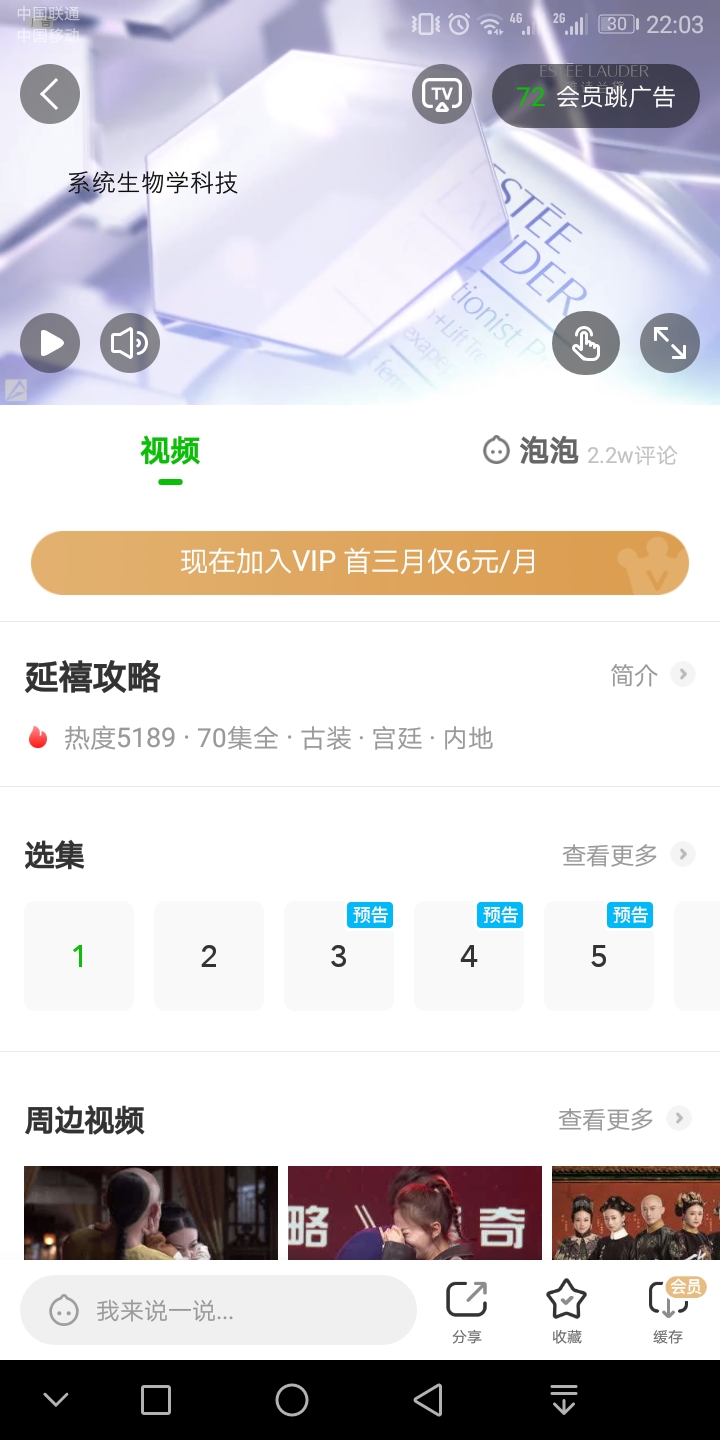 中国联通
中国移动
4G
2G
30
22:03
ESTEE LAUDER
TV
72 会员跳广告
系统生物学科技
ESTĒE
LAUDER
视频
泡泡 2.2w评论
现在加入VIP 首三月仅6元/月
延禧攻略
简介
热度5189 · 70集全 · 古装 · 宫廷 · 内地
选集
查看更多
1
2
预告
3
预告
4
预告
5
周边视频
查看更多
略
奇
我来说一说...
分享
收藏
会员
缓存